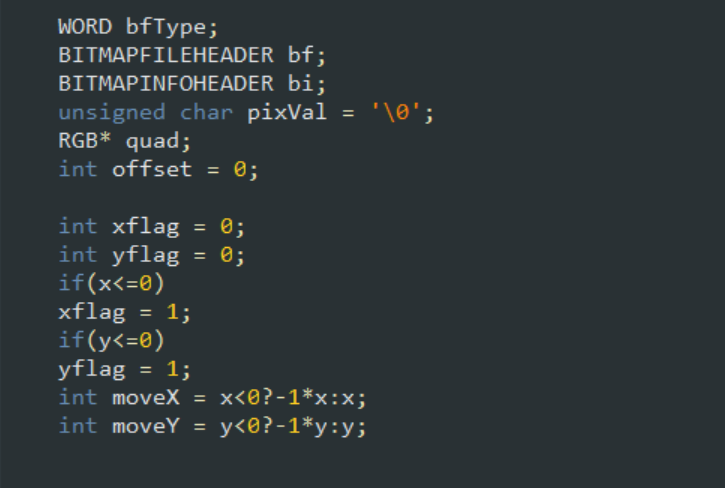 WORD bfType;
BITMAPFILEHEADER bf;
BITMAPINFOHEADER bi;
unsigned char pixVal = '\0';
RGB* quad;
int offset = 0;
int xflag = 0;
int yflag = 0;
if(x<=0)
xflag = 1;
if(y<=0)
yflag = 1;
int moveX = x<0?-1*x:x;
int moveY = y<0?-1*y:y;